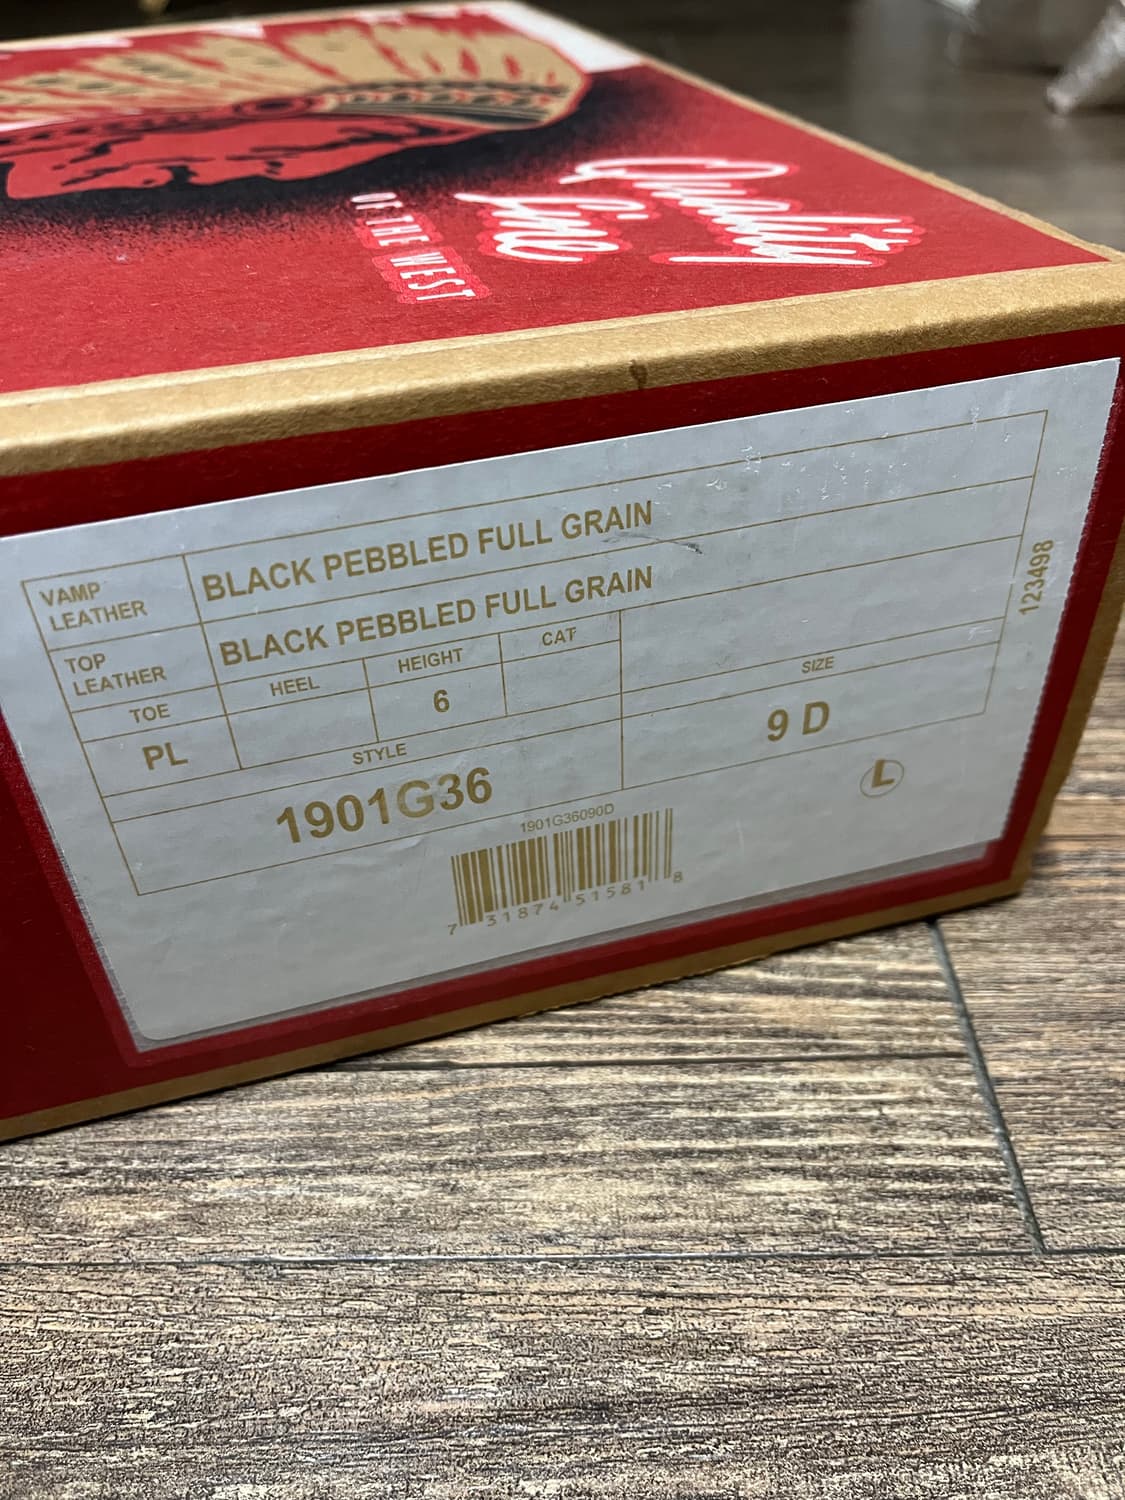 Quality
Line
OF THE WEST
VAMP
LEATHER
BLACK PEBBLED FULL GRAIN
TOP
LEATHER
BLACK PEBBLED FULL GRAIN
TOE
HEEL
HEIGHT
CAT
SIZE
PL
6
9 D
STYLE
1901G36
L
1901G36090D
7 31874 51581 8
123498